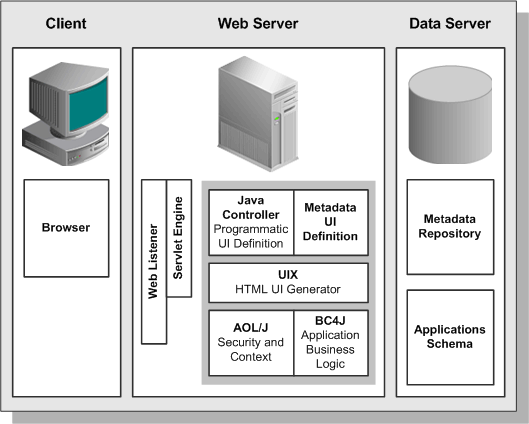 Client
Web Server
Data Server
Browser
Web Listener
Servlet Engine
Java
Controller
Programmatic
UI Definition
Metadata
UI
Definition
UIX
HTML UI Generator
AOL/J
Security and
Context
BC4J
Application
Business
Logic
Metadata
Repository
Applications
Schema